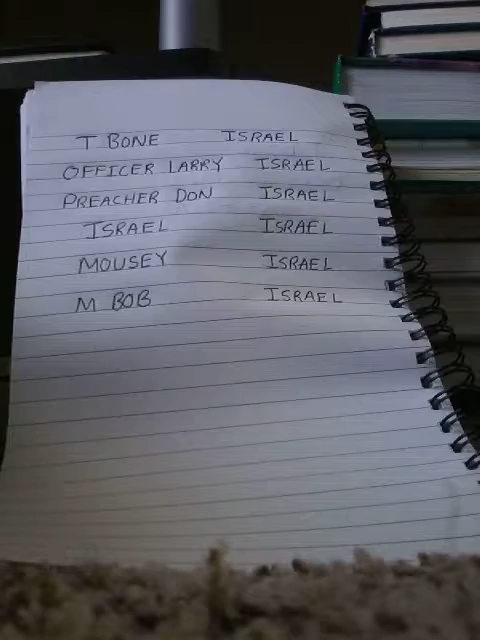 T BONE ISRAEL
OFFICER LARRY ISRAEL
PREACHER DON ISRAEL
ISRAEL ISRAEL
MOUSEY ISRAEL
M BOB ISRAEL